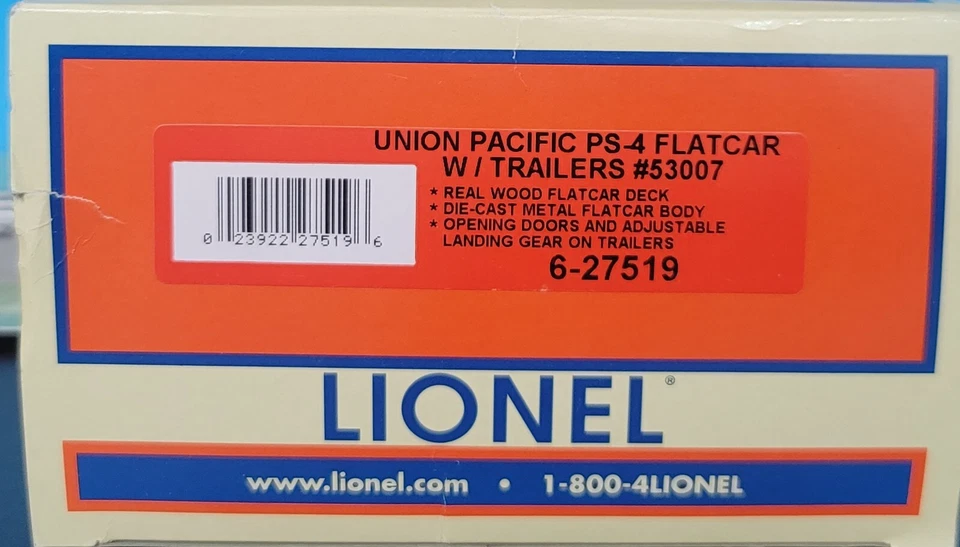 UNION PACIFIC PS-4 FLATCAR
W / TRAILERS #53007
* REAL WOOD FLATCAR DECK
* DIE-CAST METAL FLATCAR BODY
* OPENING DOORS AND ADJUSTABLE
LANDING GEAR ON TRAILERS
6-27519
0 23922 27519 6
LIONEL®
www.lionel.com • 1-800-4LIONEL